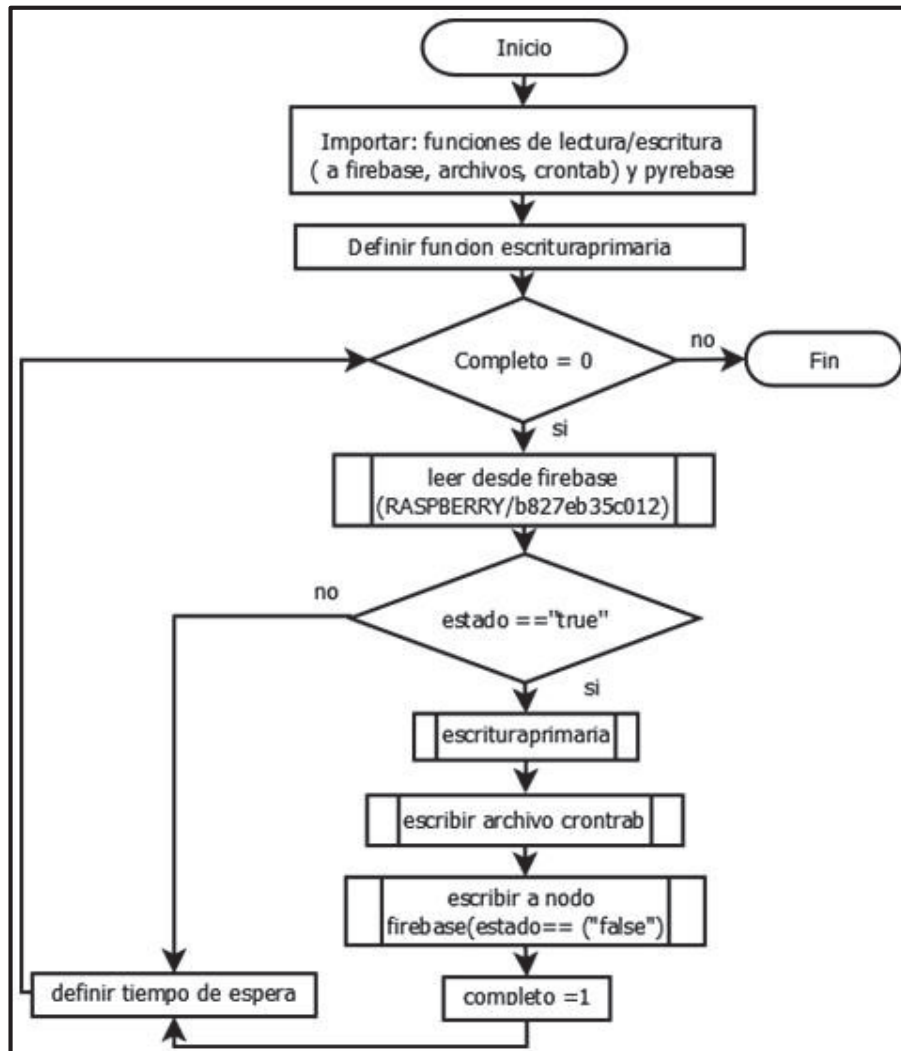 Inicio
Importar: funciones de lectura/escritura
( a firebase, archivos, crontab) y pyrebase
Definir funcion escrituraprimaria
Completo = 0
no
Fin
si
leer desde firebase
(RASPBERRY/b827eb35c012)
no
estado =="true"
si
escrituraprimaria
escribir archivo crontrab
escribir a nodo
firebase(estado== ("false")
definir tiempo de espera
completo =1